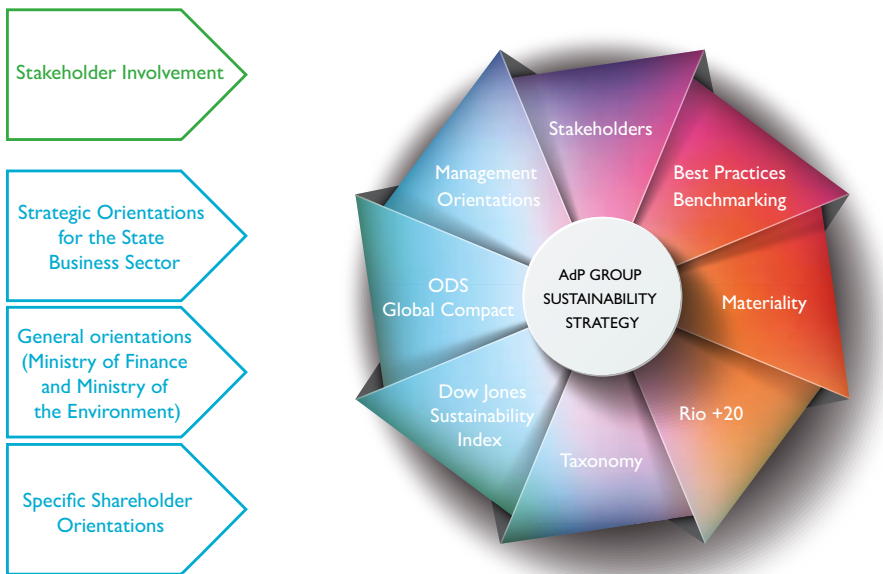 Stakeholder Involvement
Strategic Orientations
for the State
Business Sector
General orientations
(Ministry of Finance
and Ministry of
the Environment)
Specific Shareholder
Orientations
Stakeholders
Best Practices
Benchmarking
Materiality
Rio +20
Taxonomy
Dow Jones
Sustainability
Index
ODS
Global Compact
Management
Orientations
AdP GROUP
SUSTAINABILITY
STRATEGY